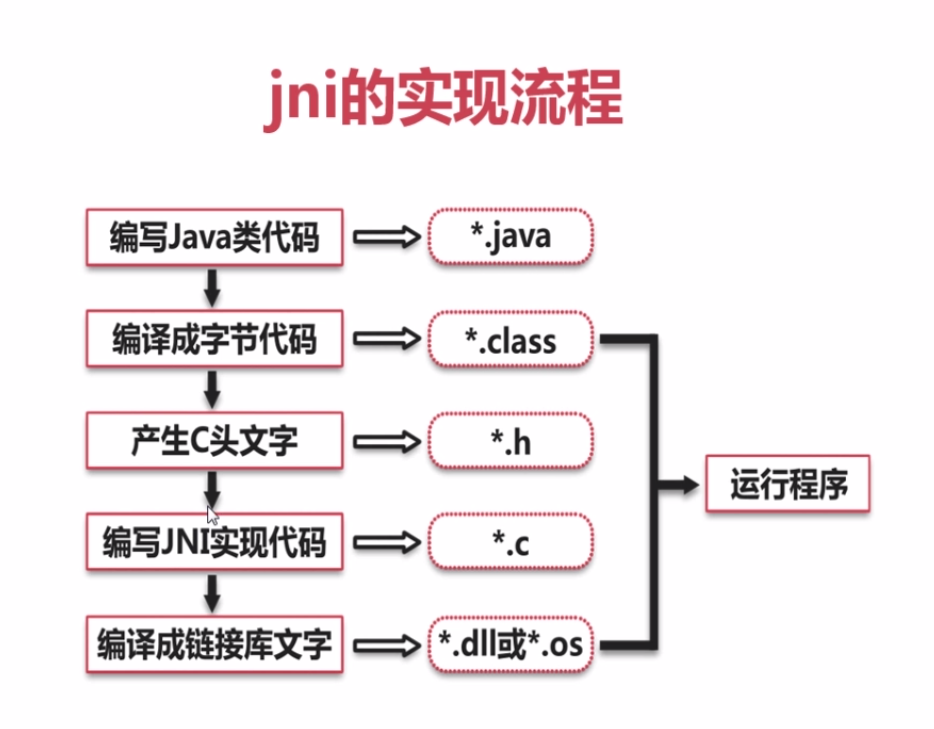 jni的实现流程
编写Java类代码
*.java
编译成字节代码
*.class
产生C头文字
*.h
运行程序
编写JNI实现代码
*.c
编译成链接库文字
*.dll或*.os